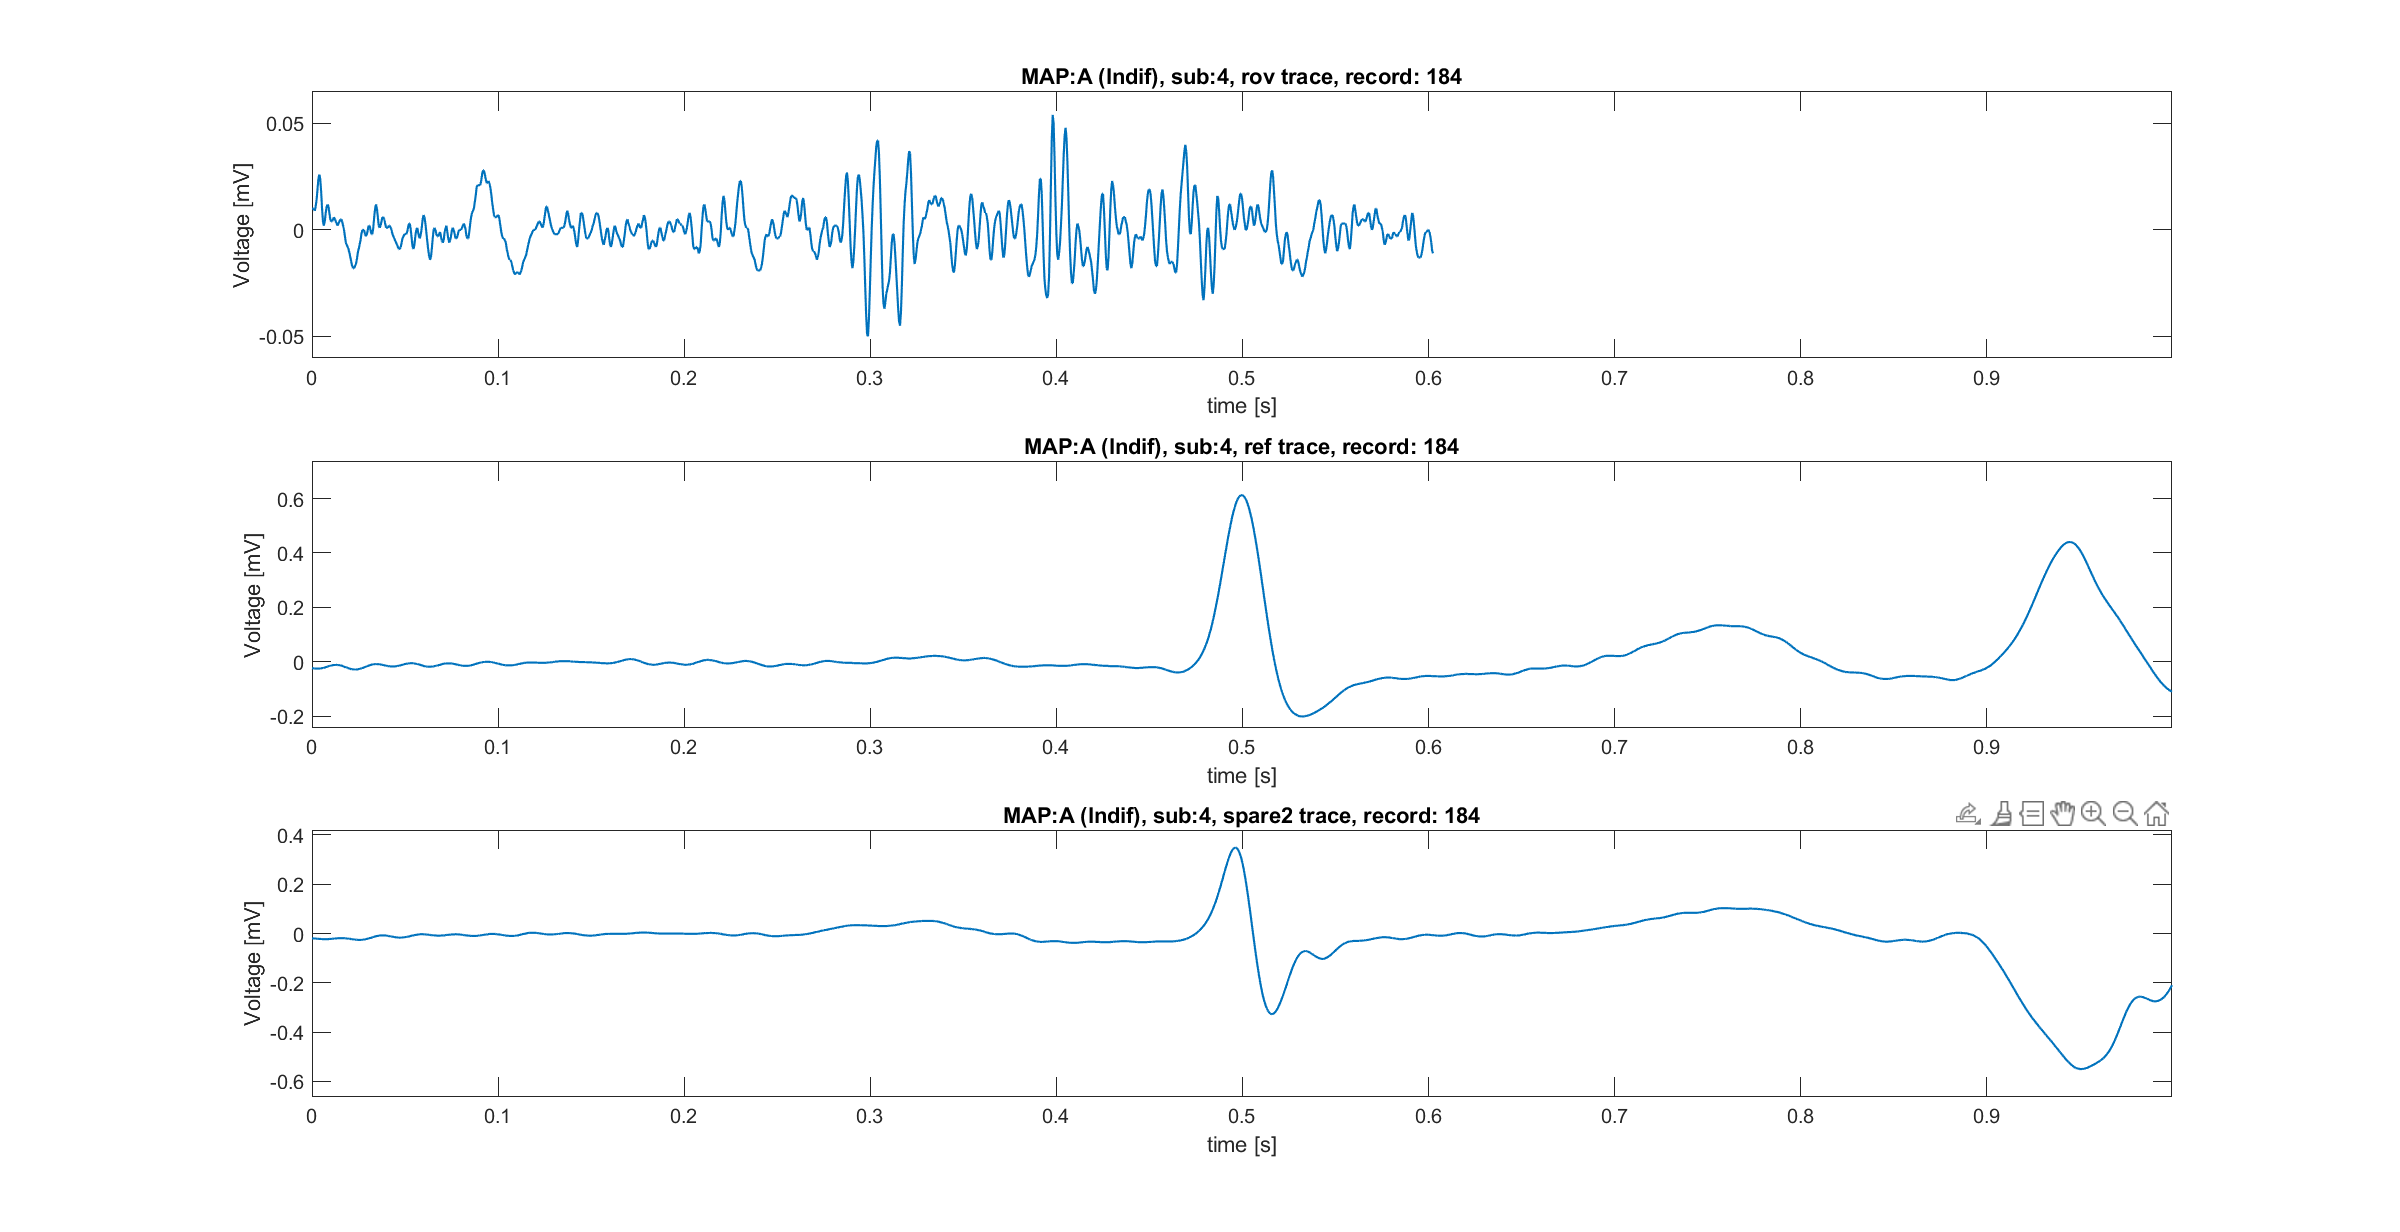 MAP:A (Indif), sub:4, rov trace, record: 184
Voltage [mV]
0.05
0
-0.05
0 0.1 0.2 0.3 0.4 0.5 0.6 0.7 0.8 0.9
time [s]
MAP:A (Indif), sub:4, ref trace, record: 184
Voltage [mV]
0.6
0.4
0.2
0
-0.2
0 0.1 0.2 0.3 0.4 0.5 0.6 0.7 0.8 0.9
time [s]
MAP:A (Indif), sub:4, spare2 trace, record: 184
Voltage [mV]
0.4
0.2
0
-0.2
-0.4
-0.6
0 0.1 0.2 0.3 0.4 0.5 0.6 0.7 0.8 0.9
time [s]